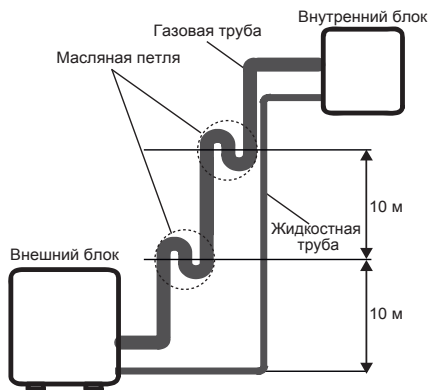 Внутренний блок
Газовая труба
Масляная петля
10 м
Жидкостная
труба
Внешний блок
10 м